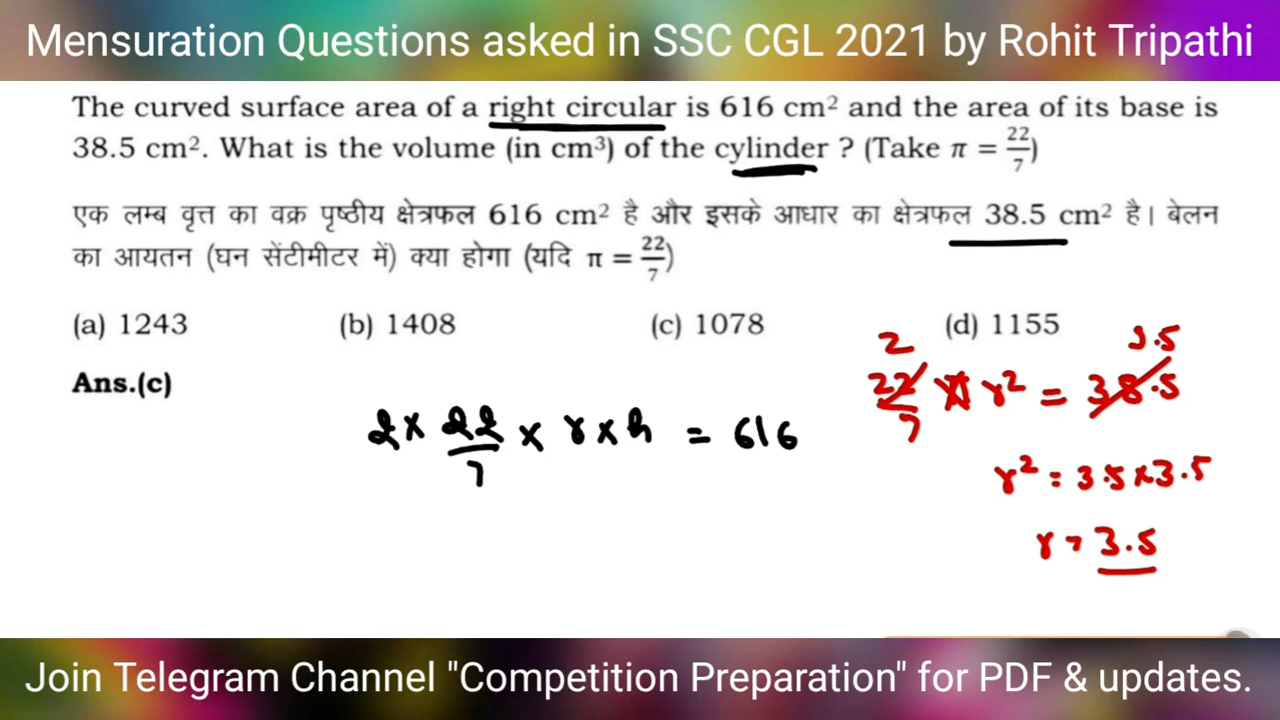 Mensuration Questions asked in SSC CGL 2021 by Rohit Tripathi
The curved surface area of a right circular is 616 cm² and the area of its base is
38.5 cm². What is the volume (in cm³) of the cylinder ? (Take π = 22/7)
एक लम्ब वृत्त का वक्र पृष्ठीय क्षेत्रफल 616 cm² है और इसके आधार का क्षेत्रफल 38.5 cm² है। बेलन
का आयतन (घन सेंटीमीटर में) क्या होगा (यदि π = 22/7)
(a) 1243 (b) 1408 (c) 1078 (d) 1155
Ans.(c)
2 × 22/7 × r × h = 616
2 3.5
22/7 × r² = 38.5
r² = 3.5 × 3.5
r = 3.5
Join Telegram Channel "Competition Preparation" for PDF & updates.